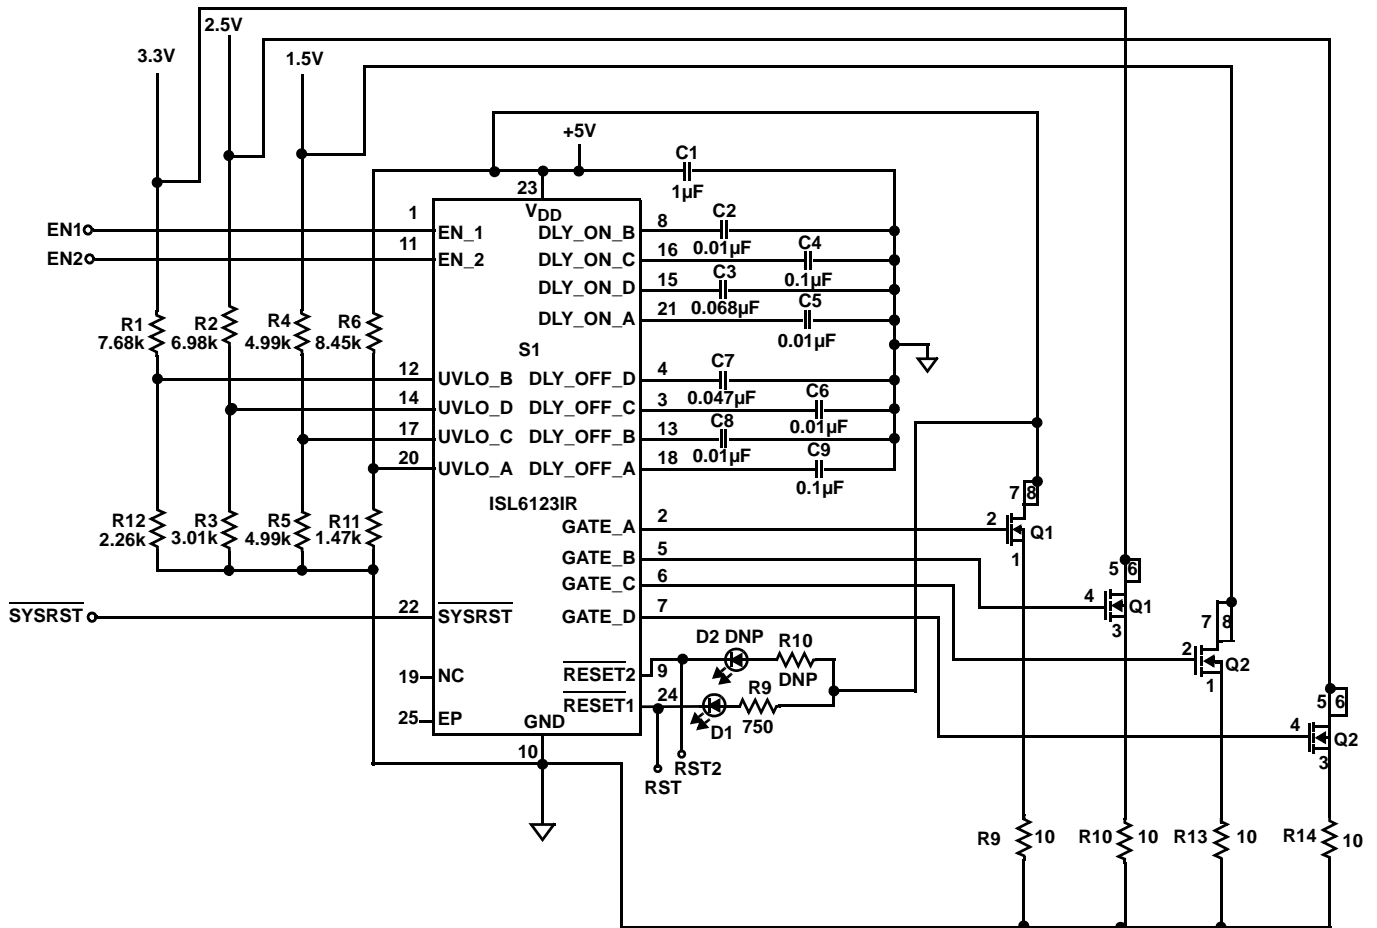 2.5V
3.3V
1.5V
+5V
C1
1µF
23
VDD
1
EN1
EN_1
11
EN2
EN_2
DLY_ON_B
8
C2
0.01µF
DLY_ON_C
16
C4
0.1µF
DLY_ON_D
15
C3
0.068µF
DLY_ON_A
21
C5
0.01µF
R1
7.68k
R2
6.98k
R4
4.99k
R6
8.45k
S1
12
UVLO_B
DLY_OFF_D
4
C7
0.047µF
14
UVLO_D
DLY_OFF_C
3
C6
0.01µF
17
UVLO_C
DLY_OFF_B
13
C8
0.01µF
20
UVLO_A
DLY_OFF_A
18
C9
0.1µF
ISL6123IR
R12
2.26k
R3
3.01k
R5
4.99k
R11
1.47k
GATE_A
2
GATE_B
5
GATE_C
6
GATE_D
7
7 8
2
Q1
1
5 6
4
Q1
3
7 8
2
Q2
1
5 6
4
Q2
3
SYSRST
22
SYSRST
D2 DNP
R10
DNP
RESET2
9
19
NC
RESET1
24
R9
750
D1
25
EP
GND
10
RST2
RST
R9
10
R10
10
R13
10
R14
10